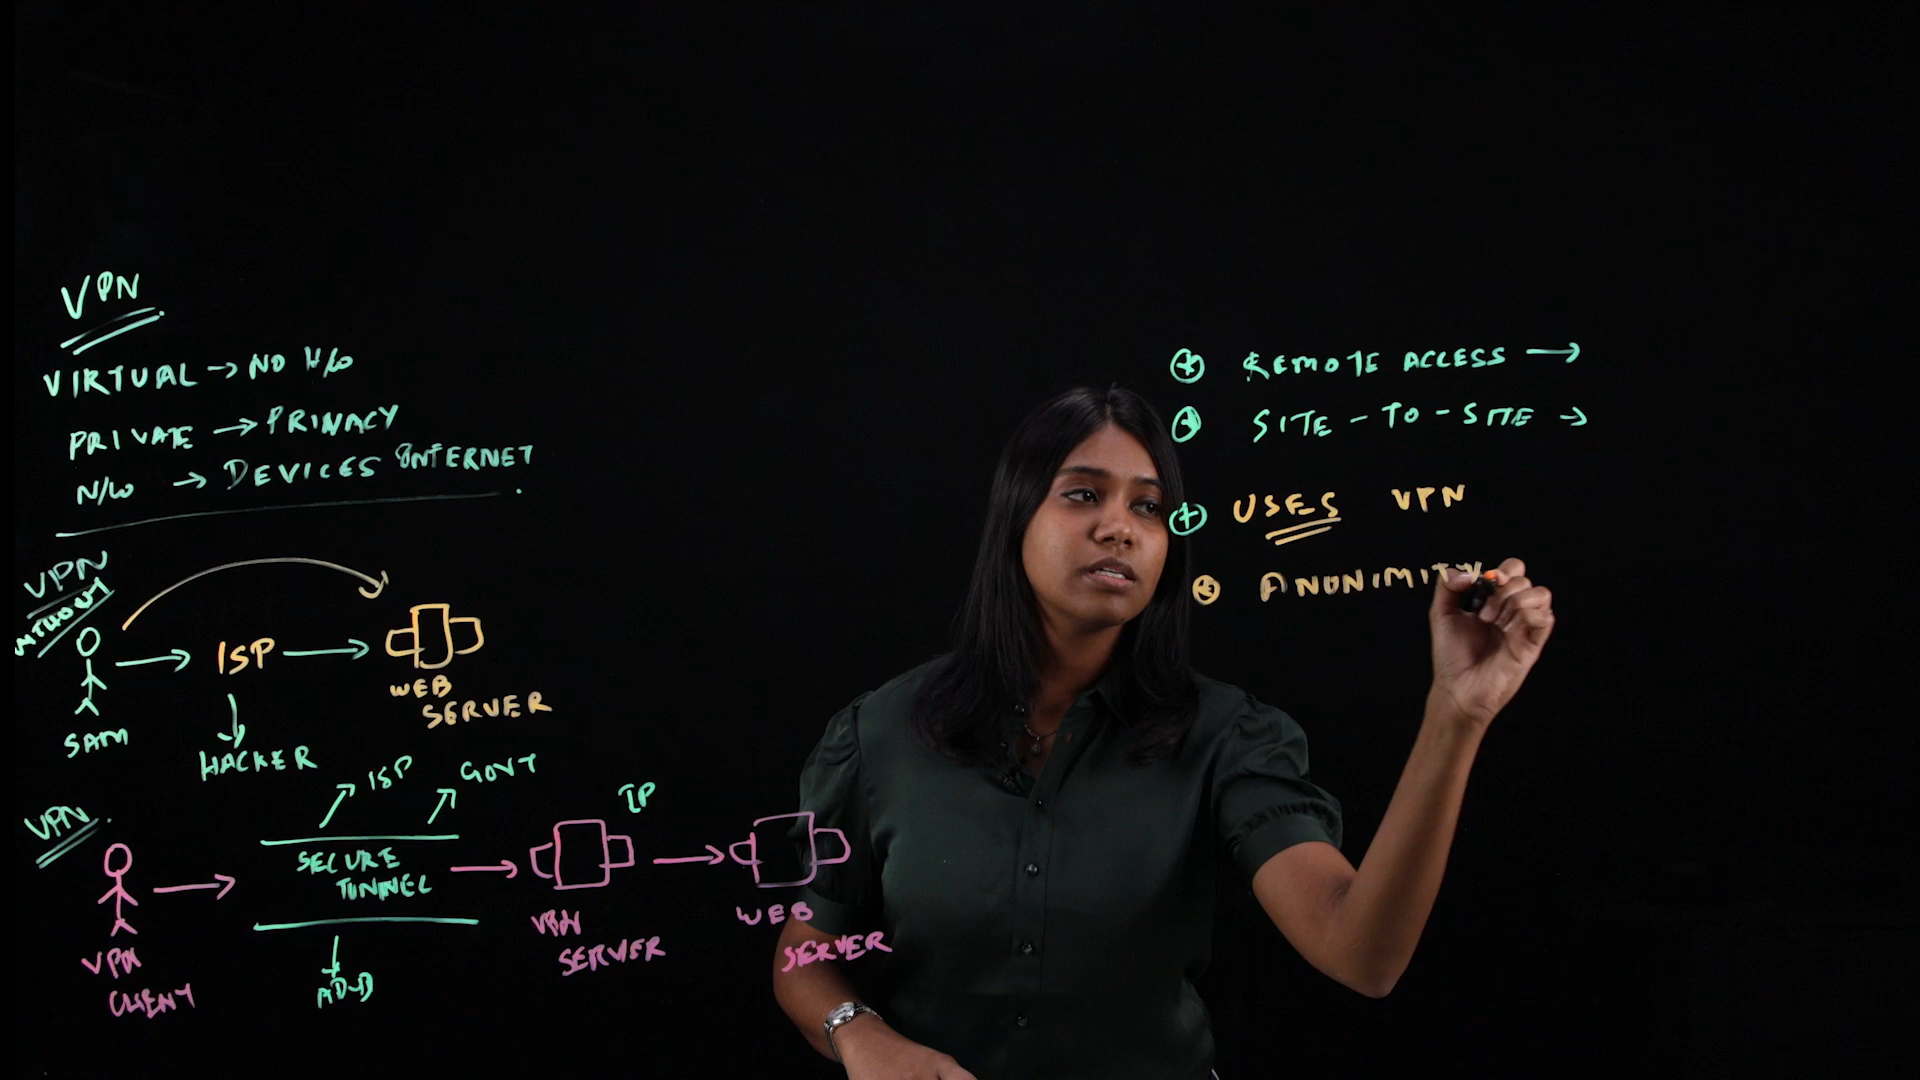 VPN
VIRTUAL → NO H/W
PRIVATE → PRIVACY
N/W → DEVICES INTERNET
VPN
WITHOUT
ISP
WEB
SERVER
SAM
HACKER
ISP
GOVT
IP
VPN
SECURE
TUNNEL
VPN
CLIENT
AD-B
VPN
SERVER
WEB
SERVER
REMOTE ACCESS →
SITE-TO-SITE →
USES VPN
ANONIMITY